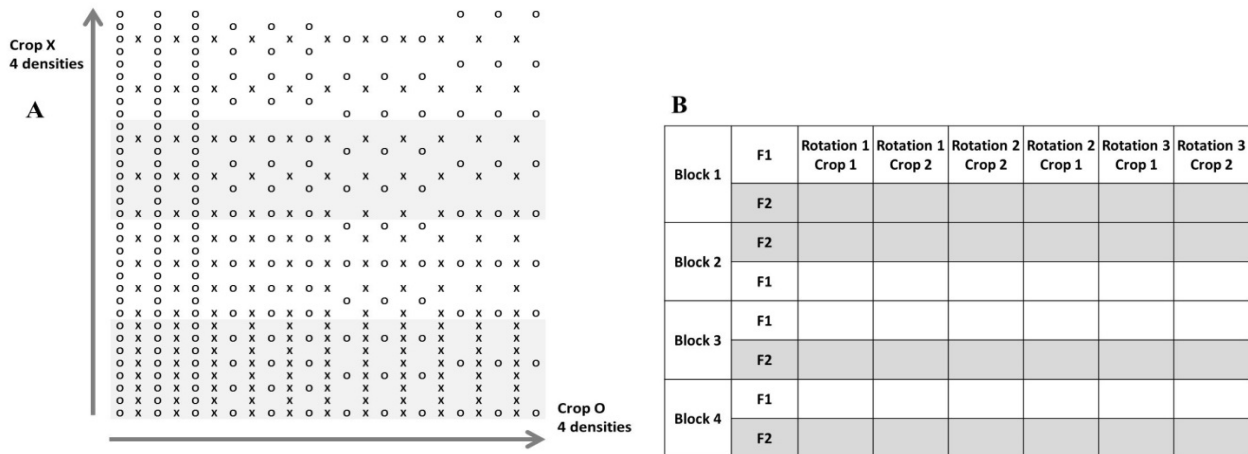 Crop X
4 densities
A
Crop O
4 densities
B
Block 1
F1
Rotation 1 Rotation 1 Rotation 2 Rotation 2 Rotation 3 Rotation 3
Crop 1 Crop 2 Crop 2 Crop 1 Crop 1 Crop 2
F2
Block 2
F2
F1
Block 3
F1
F2
Block 4
F1
F2